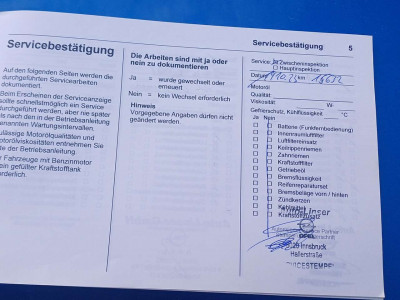 Servicebestätigung
Auf den folgenden Seiten werden die
durchgeführten Servicearbeiten
dokumentiert.
Beim Erscheinen der Serviceanzeige
sollte schnellstmöglich ein Service
durchgeführt werden, aber nie später
als nach den in der Betriebsanleitung
genannten Wartungsintervallen.
Zulässige Motorölqualitäten und
Motorölviskositäten entnehmen Sie
der Betriebsanleitung.
Für Fahrzeuge mit Benzinmotor
ein gefüllter Kraftstofftank
erforderlich.
Die Arbeiten sind mit ja oder
nein zu dokumentieren
Ja = wurde gewechselt oder
erneuert
Nein = kein Wechsel erforderlich
Hinweis
Vorgegebene Angaben dürfen nicht
geändert werden.
Servicebestätigung 5
Service: Zwischeninspektion
Hauptinspektion
Datum km
Motoröl
Qualität
Viskosität W-
Gefrierschutz, Kühlflüssigkeit °C
Ja Nein
Batterie (Funkfernbedienung)
Innenraumluftfilter
Luftfiltereinsatz
Keilrippenriemen
Zahnriemen
Kraftstofffilter
Getriebeöl
Bremsflüssigkeit
Reifenreparaturset
Bremsbeläge vorn / hinten
Zündkerzen
Kraftstoffzusatz
OPEL
Innsbruck
Hallerstraße